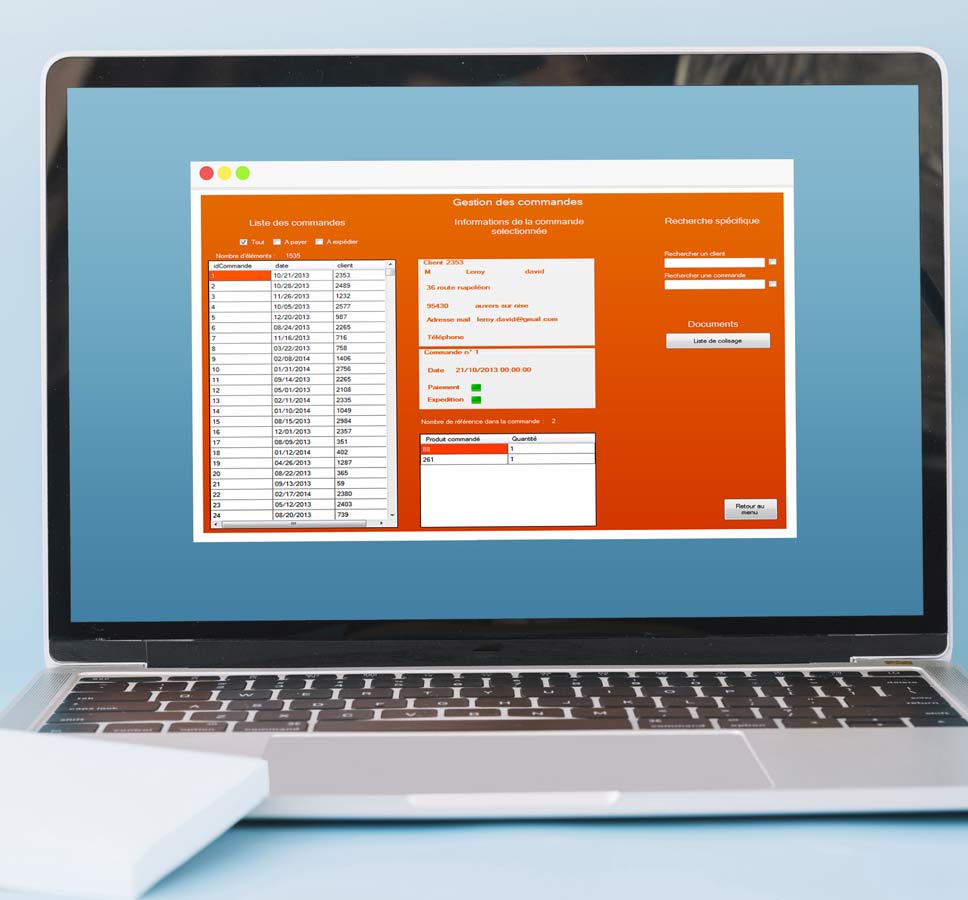 Gestion des commandes
Liste des commandes
Tout A payer A expédier
Nombre d'éléments : 1535
idCommande date client
1 10/21/2013 2353
2 10/28/2013 2489
3 11/26/2013 1232
4 10/05/2013 2577
5 12/20/2013 987
6 08/24/2013 2265
7 11/16/2013 716
8 03/22/2013 758
9 02/08/2014 1406
10 01/31/2014 2756
11 09/14/2013 2265
12 05/01/2013 2108
13 02/11/2014 2335
14 01/10/2014 1049
15 08/15/2013 2984
16 12/01/2013 2357
17 08/09/2013 351
18 01/12/2014 402
19 04/26/2013 1287
20 08/22/2013 365
21 09/13/2013 59
22 02/17/2014 2380
23 05/12/2013 2403
24 08/20/2013 739
Informations de la commande
selectionnée
Client 2353
M Leroy david
36 route napoléon
95430 auvers sur oise
Adresse mail leroy.david@gmail.com
Téléphone
Commande n° 1
Date 21/10/2013 00:00:00
Paiement
Expedition
Nombre de référence dans la commande : 2
Produit commandé Quantité
88 1
261 1
Recherche spécifique
Rechercher un client
Rechercher une commande
Documents
Liste de colisage
Retour au
menu